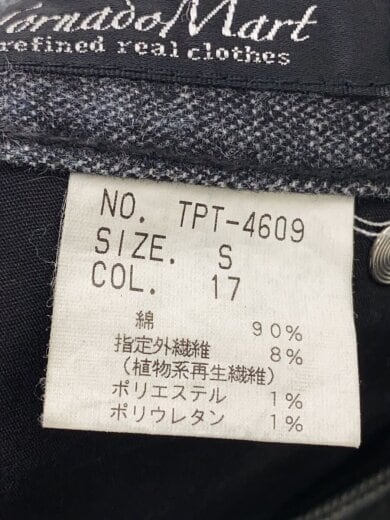 Tornado Mart
refined real clothes
NO. TPT-4609
SIZE. S
COL. 17
綿 90%
指定外繊維 8%
(植物系再生繊維)
ポリエステル 1%
ポリウレタン 1%